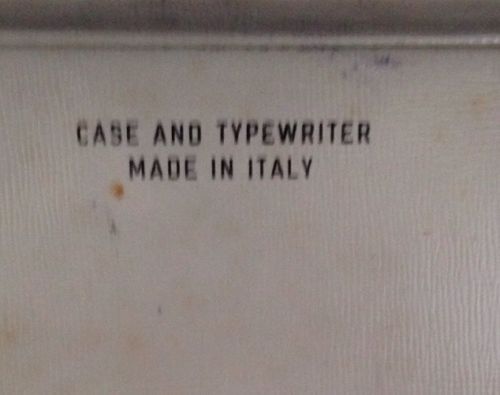 CASE AND TYPEWRITER
MADE IN ITALY